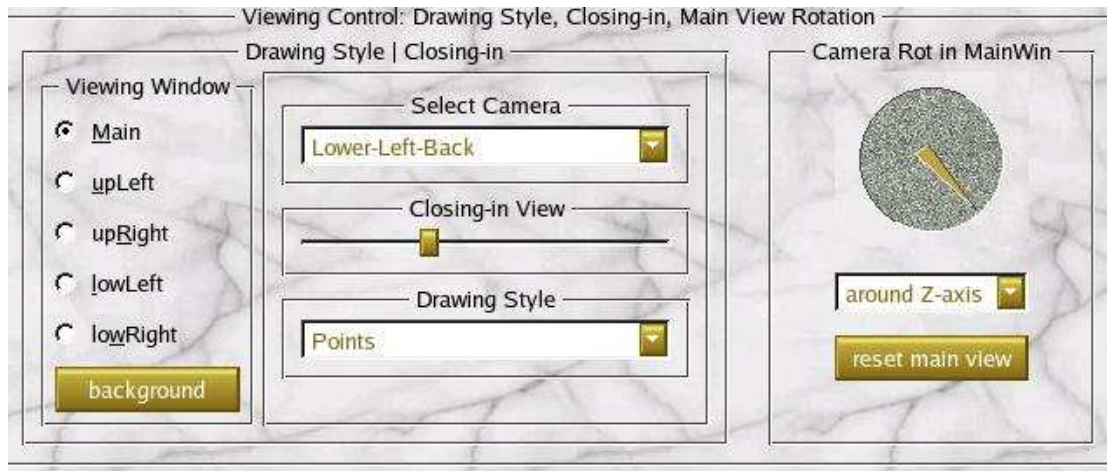 Viewing Control: Drawing Style, Closing-in, Main View Rotation
Drawing Style | Closing-in
Viewing Window
Main
upLeft
upRight
lowLeft
lowRight
background
Select Camera
Lower-Left-Back
Closing-in View
Drawing Style
Points
Camera Rot in MainWin
around Z-axis
reset main view